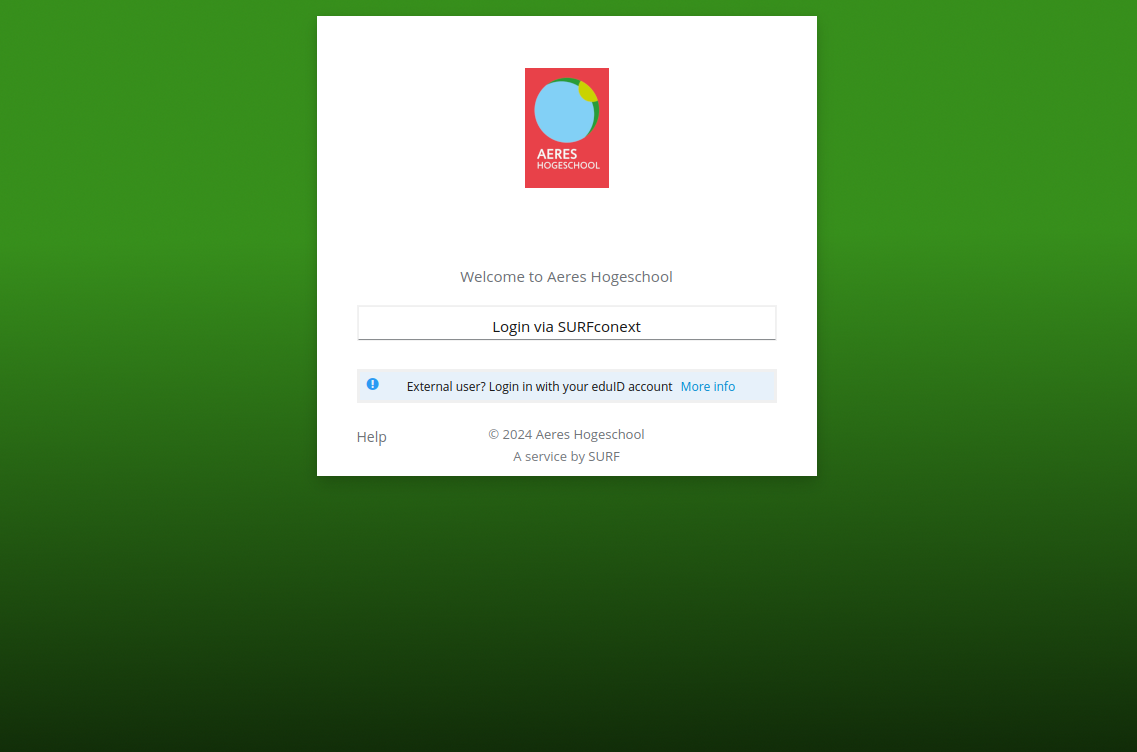 AERES
HOGESCHOOL
Welcome to Aeres Hogeschool
Login via SURFconext
External user? Login in with your eduID account More info
Help
© 2024 Aeres Hogeschool
A service by SURF